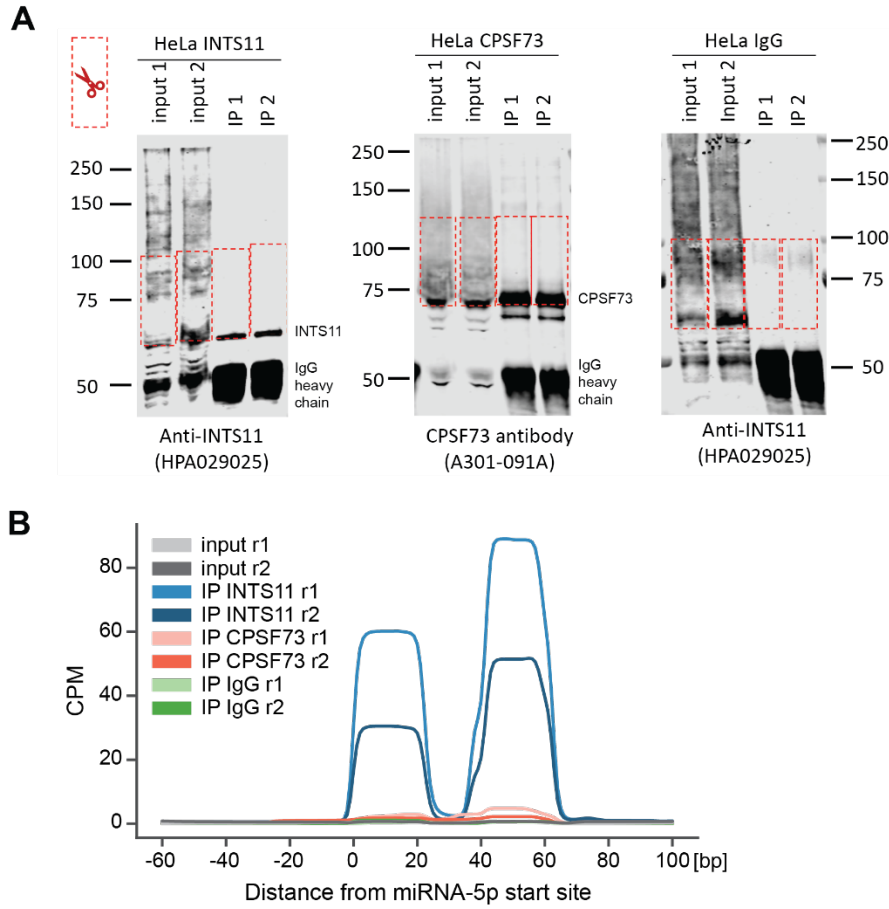 A
HeLa INTS11
input 1
input 2
IP 1
IP 2
250
150
100
75
50
INTS11
IgG
heavy
chain
Anti-INTS11
(HPA029025)
HeLa CPSF73
input 1
input 2
IP 1
IP 2
250
150
100
75
50
CPSF73
IgG
heavy
chain
CPSF73 antibody
(A301-091A)
HeLa IgG
input 1
Input 2
IP 1
IP 2
250
150
100
75
50
Anti-INTS11
(HPA029025)
B
CPM
80
60
40
20
0
input r1
input r2
IP INTS11 r1
IP INTS11 r2
IP CPSF73 r1
IP CPSF73 r2
IP IgG r1
IP IgG r2
-60 -40 -20 0 20 40 60 80 100 [bp]
Distance from miRNA-5p start site